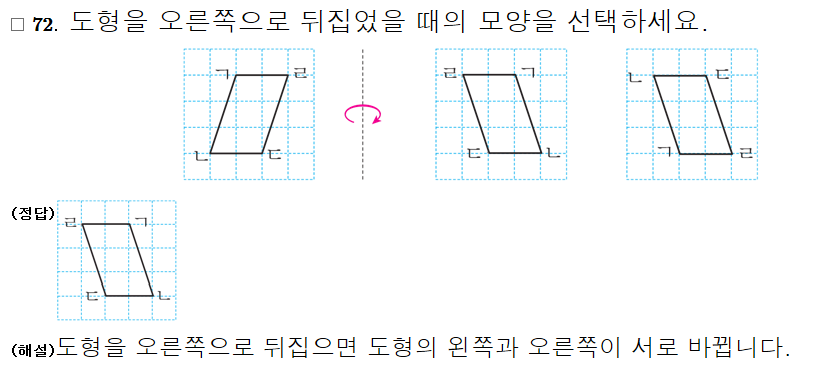 □ 72. 도형을 오른쪽으로 뒤집었을 때의 모양을 선택하세요.
ㄱ ㄹ ㄹ ㄱ ㄴ ㄷ
ㄴ ㄷ ㄷ ㄴ ㄱ ㄹ
(정답)
ㄹ ㄱ
ㄷ ㄴ
(해설)도형을 오른쪽으로 뒤집으면 도형의 왼쪽과 오른쪽이 서로 바뀝니다.